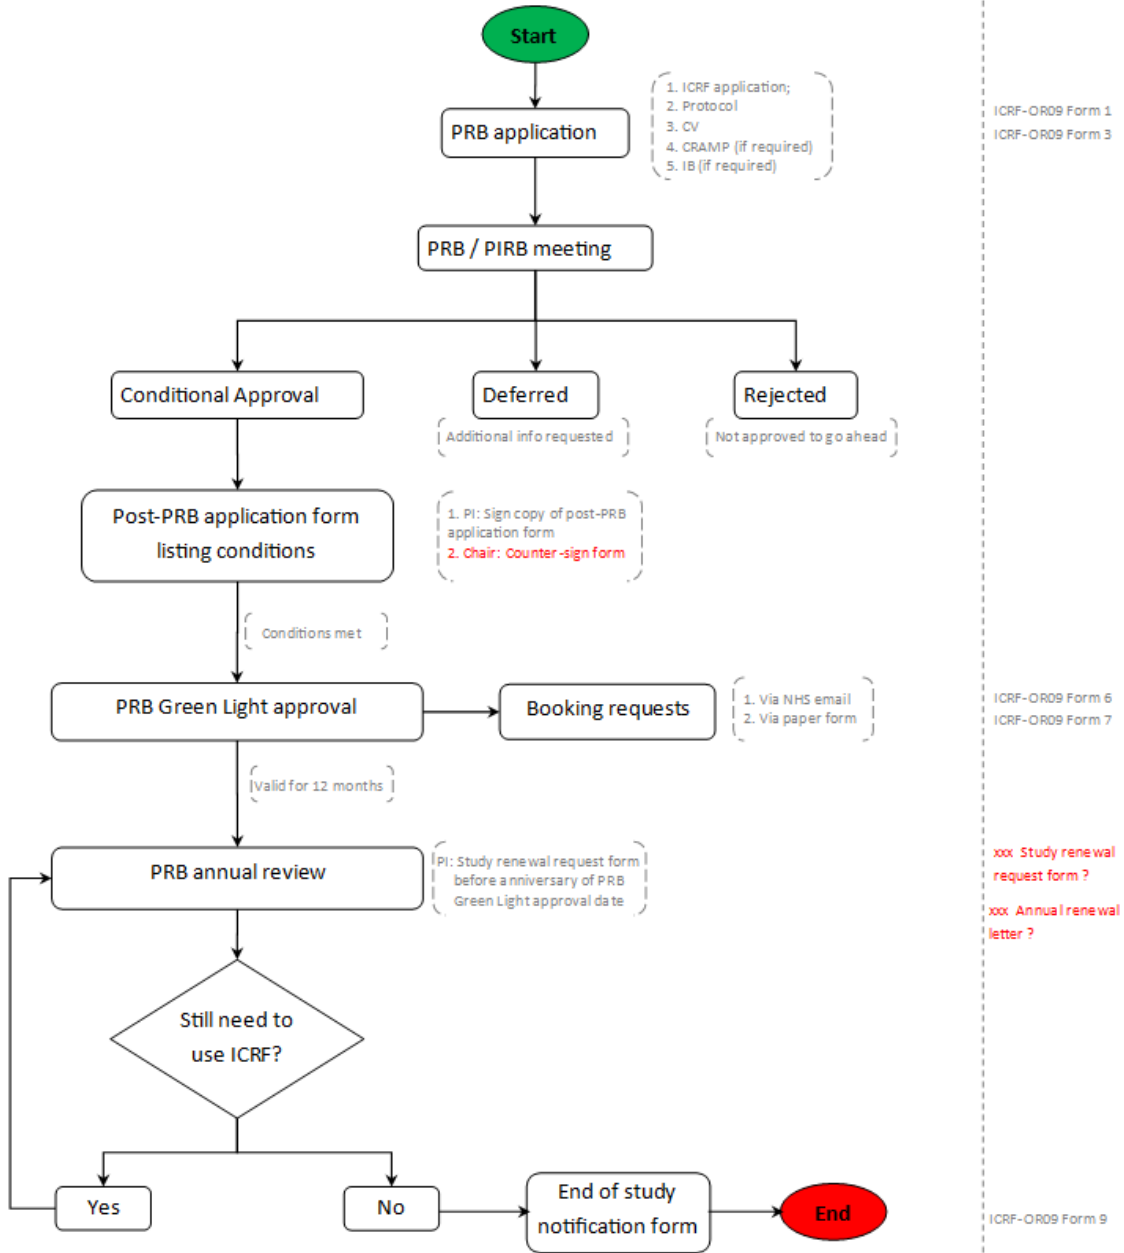 Start
1. ICRF application;
2. Protocol
3. CV
4. CRAMP (if required)
5. IB (if required)
PRB application
ICRF-OR09 Form 1
ICRF-OR09 Form 3
PRB / PIRB meeting
Conditional Approval
Deferred
Rejected
Additional info requested
Not approved to go ahead
Post-PRB application form
listing conditions
1. PI: Sign copy of post-PRB
application form
2. Chair: Counter-sign form
Conditions met
PRB Green Light approval
Booking requests
1. Via NHS email
2. Via paper form
ICRF-OR09 Form 6
ICRF-OR09 Form 7
Valid for 12 months
PRB annual review
PI: Study renewal request form
before anniversary of PRB
Green Light approval date
xxx Study renewal
request form ?
xxx Annual renewal
letter ?
Still need to
use ICRF?
Yes
No
End of study
notification form
End
ICRF-OR09 Form 9